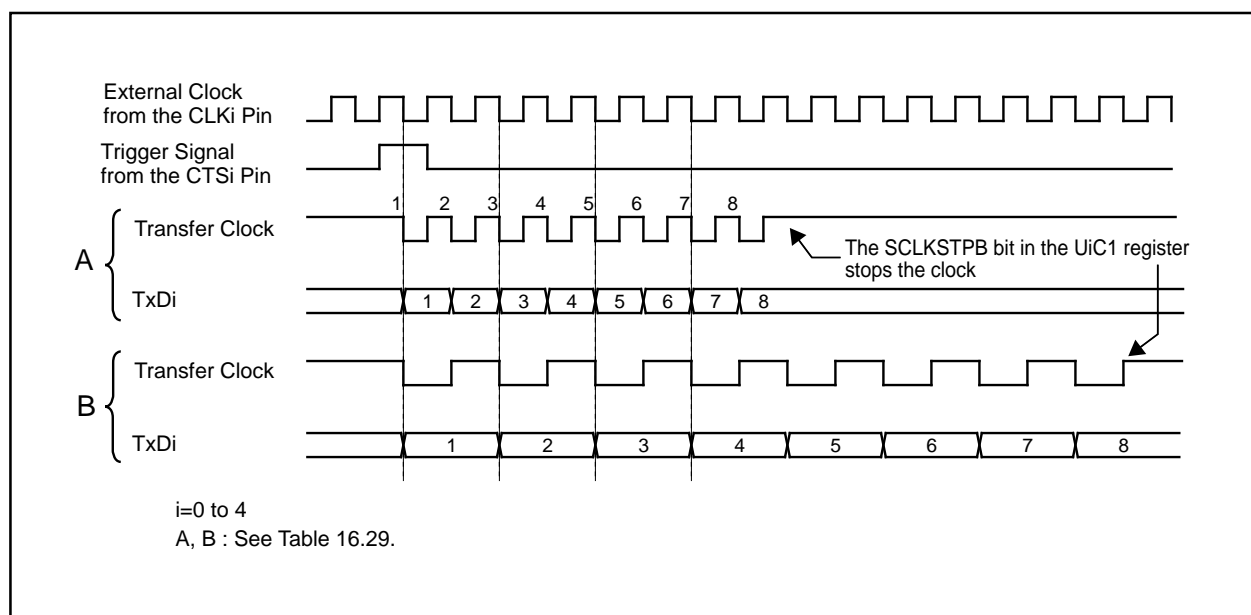 External Clock
from the CLKi Pin
Trigger Signal
from the CTSi Pin
1 2 3 4 5 6 7 8
A
Transfer Clock
The SCLKSTPB bit in the UiC1 register
stops the clock
TxDi
1 2 3 4 5 6 7 8
B
Transfer Clock
TxDi
1 2 3 4 5 6 7 8
i=0 to 4
A, B : See Table 16.29.